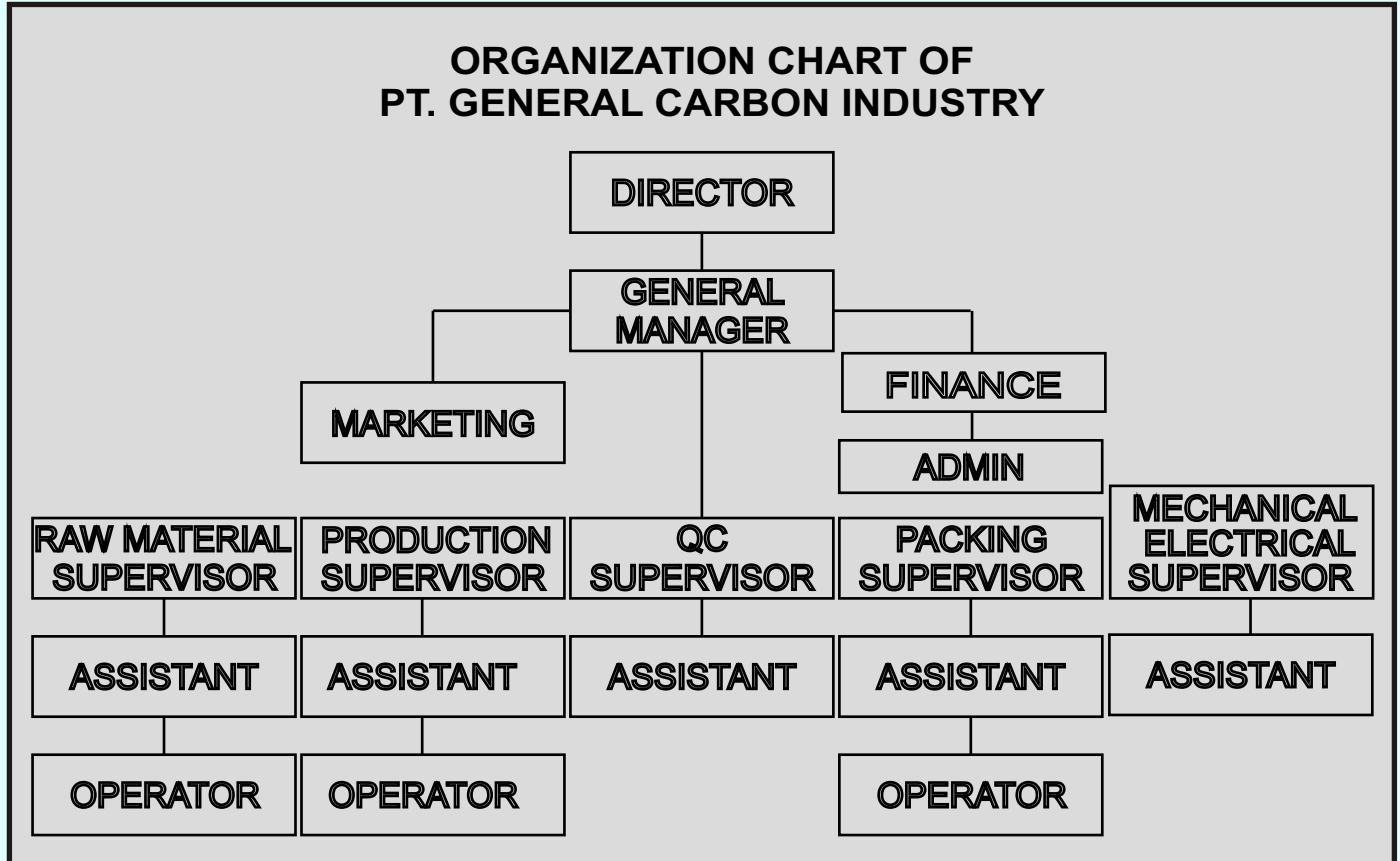 ORGANIZATION CHART OF
PT. GENERAL CARBON INDUSTRY
DIRECTOR
GENERAL
MANAGER
MARKETING
FINANCE
ADMIN
RAW MATERIAL
SUPERVISOR
PRODUCTION
SUPERVISOR
QC
SUPERVISOR
PACKING
SUPERVISOR
MECHANICAL
ELECTRICAL
SUPERVISOR
ASSISTANT
ASSISTANT
ASSISTANT
ASSISTANT
ASSISTANT
OPERATOR
OPERATOR
OPERATOR